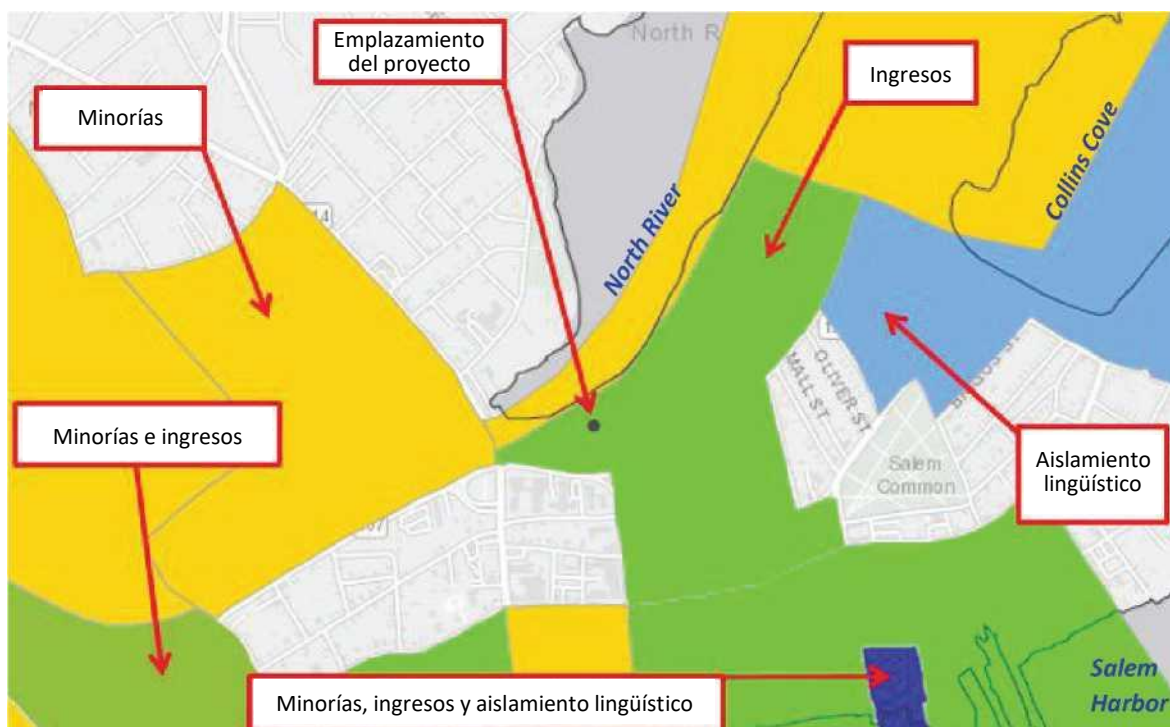 Emplazamiento
del proyecto
North R
Ingresos
Minorías
Collins Cove
North River
14
MALL ST
OLIVER ST
Minorías e ingresos
Salem
Common
Aislamiento
lingüístico
Minorías, ingresos y aislamiento lingüístico
Salem
Harbor